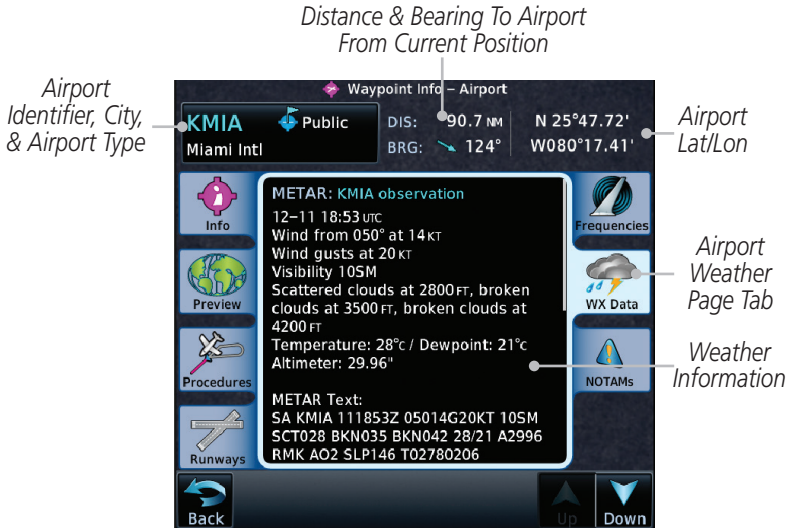 Distance & Bearing To Airport
From Current Position
Airport
Identifier, City,
& Airport Type
Waypoint Info – Airport
KMIA Public
Miami Intl
DIS: 90.7 NM
BRG: 124°
N 25°47.72'
W080°17.41'
Airport
Lat/Lon
Info
Preview
Procedures
Runways
METAR: KMIA observation
12–11 18:53 UTC
Wind from 050° at 14 KT
Wind gusts at 20 KT
Visibility 10SM
Scattered clouds at 2800 FT, broken
clouds at 3500 FT, broken clouds at
4200 FT
Temperature: 28°C / Dewpoint: 21°C
Altimeter: 29.96"
METAR Text:
SA KMIA 111853Z 05014G20KT 10SM
SCT028 BKN035 BKN042 28/21 A2996
RMK AO2 SLP146 T02780206
Frequencies
WX Data
NOTAMs
Airport
Weather
Page Tab
Weather
Information
Back
Up
Down